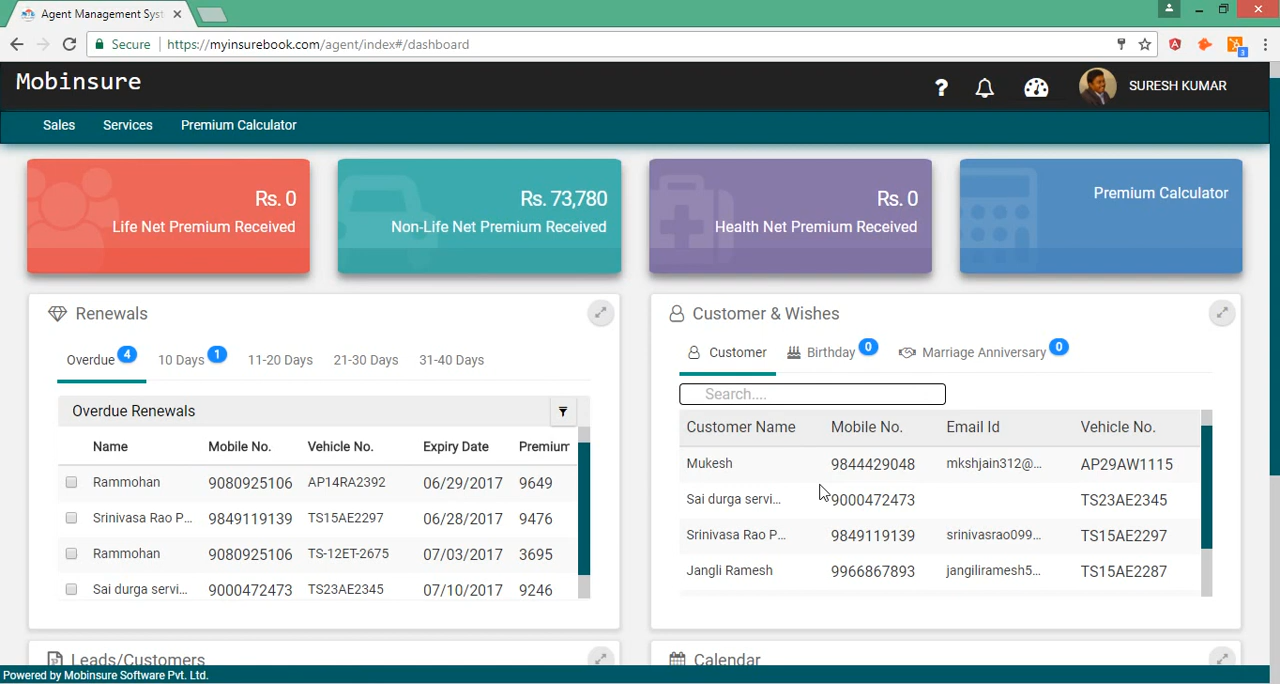 Agent Management Syst
Secure
https://myinsurebook.com/agent/index#/dashboard
3
Mobinsure
?
SURESH KUMAR
Sales Services Premium Calculator
Rs. 0
Life Net Premium Received
Rs. 73,780
Non-Life Net Premium Received
Rs. 0
Health Net Premium Received
Premium Calculator
Renewals
Overdue 4 10 Days 1 11-20 Days 21-30 Days 31-40 Days
Overdue Renewals
Name Mobile No. Vehicle No. Expiry Date Premium
Rammohan 9080925106 AP14RA2392 06/29/2017 9649
Srinivasa Rao P... 9849119139 TS15AE2297 06/28/2017 9476
Rammohan 9080925106 TS-12ET-2675 07/03/2017 3695
Sai durga servi... 9000472473 TS23AE2345 07/10/2017 9246
Customer & Wishes
Customer Birthday 0 Marriage Anniversary 0
Search....
Customer Name Mobile No. Email Id Vehicle No.
Mukesh 9844429048 mkshjain312@... AP29AW1115
Sai durga servi... 9000472473 TS23AE2345
Srinivasa Rao P... 9849119139 srinivasrao099... TS15AE2297
Jangli Ramesh 9966867893 jangiliramesh5... TS15AE2287
Leads/Customers
Calendar
Powered by Mobinsure Software Pvt. Ltd.